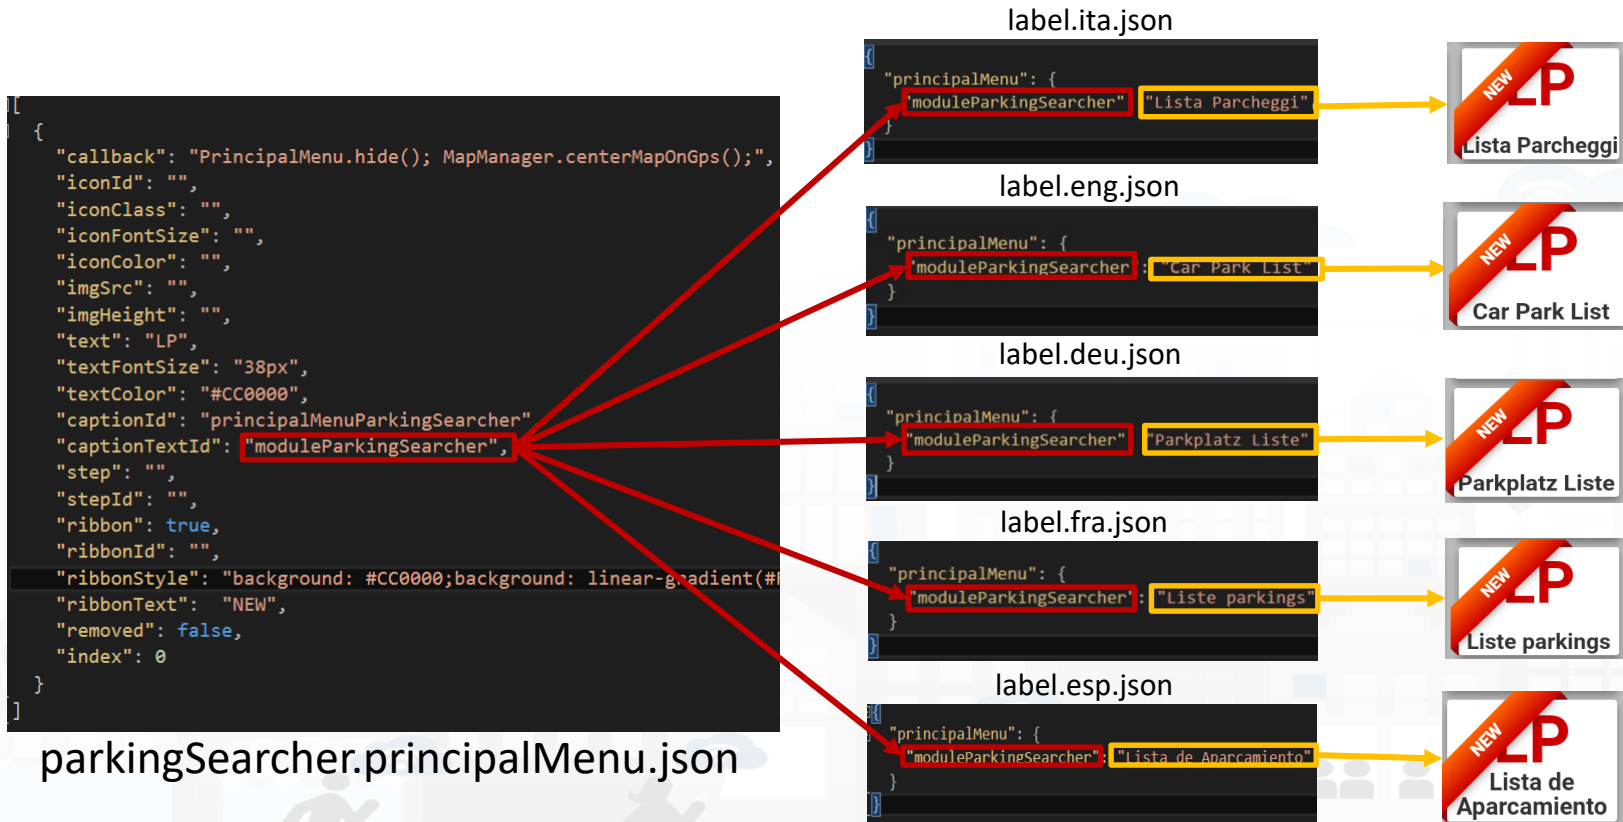 [
{
"callback": "PrincipalMenu.hide(); MapManager.centerMapOnGps();",
"iconId": "",
"iconClass": "",
"iconFontSize": "",
"iconColor": "",
"imgSrc": "",
"imgHeight": "",
"text": "LP",
"textFontSize": "38px",
"textColor": "#CC0000",
"captionId": "principalMenuParkingSearcher"
"captionTextId": "moduleParkingSearcher",
"step": "",
"stepId": "",
"ribbon": true,
"ribbonId": "",
"ribbonStyle": "background: #CC0000;background: linear-gradient(#
"ribbonText":  "NEW",
"removed": false,
"index": 0
}
]
parkingSearcher.principalMenu.json
label.ita.json
{
"principalMenu": {
"moduleParkingSearcher" "Lista Parcheggi"
}
}
NEW
LP
Lista Parcheggi
label.eng.json
{
"principalMenu": {
"moduleParkingSearcher": "Car Park List"
}
}
NEW
LP
Car Park List
label.deu.json
{
"principalMenu": {
"moduleParkingSearcher" "Parkplatz Liste"
}
}
NEW
LP
Parkplatz Liste
label.fra.json
{
"principalMenu": {
"moduleParkingSearcher": "Liste parkings"
}
}
NEW
LP
Liste parkings
label.esp.json
{
"principalMenu": {
"moduleParkingSearcher": "Lista de Aparcamiento"
}
}
NEW
LP
Lista de
Aparcamiento